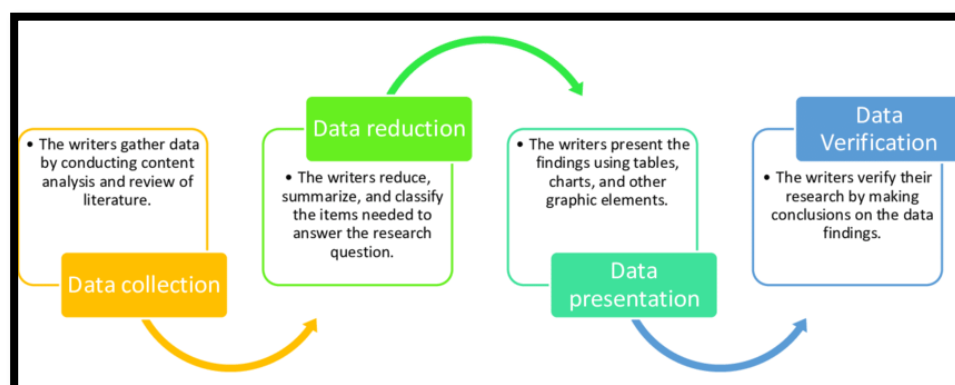 • The writers gather data
by conducting content
analysis and review of
literature.
Data collection
Data reduction
• The writers reduce,
summarize, and classify
the items needed to
answer the research
question.
• The writers present the
findings using tables,
charts, and other
graphic elements.
Data
presentation
Data
Verification
• The writers verify their
research by making
conclusions on the data
findings.